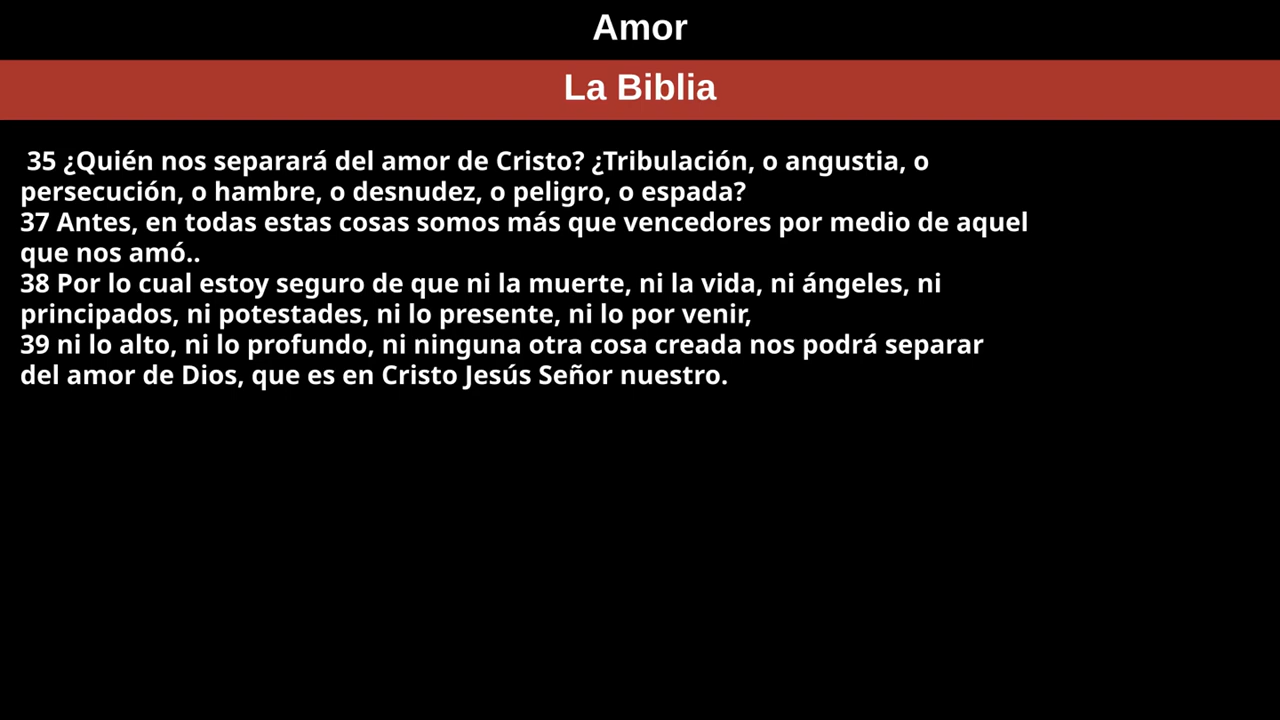 Amor
La Biblia
35 ¿Quién nos separará del amor de Cristo? ¿Tribulación, o angustia, o
persecución, o hambre, o desnudez, o peligro, o espada?
37 Antes, en todas estas cosas somos más que vencedores por medio de aquel
que nos amó..
38 Por lo cual estoy seguro de que ni la muerte, ni la vida, ni ángeles, ni
principados, ni potestades, ni lo presente, ni lo por venir,
39 ni lo alto, ni lo profundo, ni ninguna otra cosa creada nos podrá separar
del amor de Dios, que es en Cristo Jesús Señor nuestro.